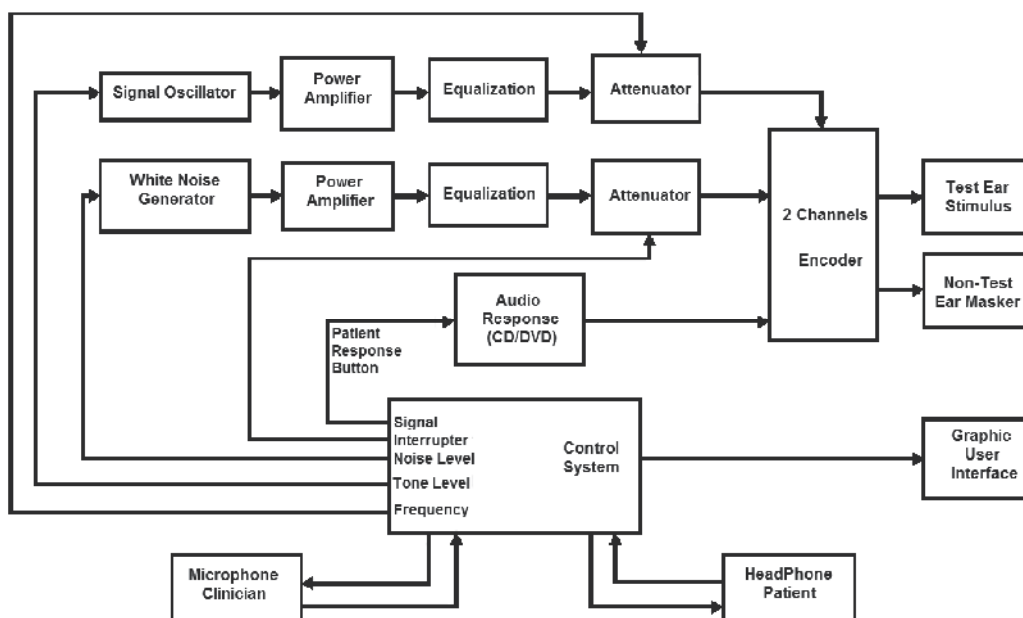 Signal Oscillator
Power
Amplifier
Equalization
Attenuator
White Noise
Generator
Power
Amplifier
Equalization
Attenuator
2 Channels
Encoder
Test Ear
Stimulus
Non-Test
Ear Masker
Audio
Response
(CD/DVD)
Patient
Response
Button
Signal
Interrupter
Noise Level
Tone Level
Frequency
Control
System
Graphic
User
Interface
Microphone
Clinician
HeadPhone
Patient